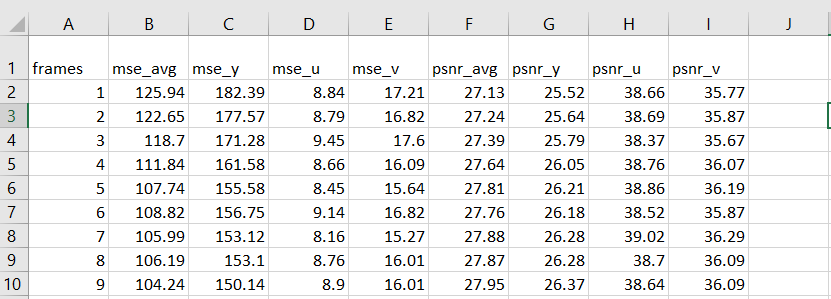 A B C D E F G H I J
1 frames mse_avg mse_y mse_u mse_v psnr_avg psnr_y psnr_u psnr_v
2 1 125.94 182.39 8.84 17.21 27.13 25.52 38.66 35.77
3 2 122.65 177.57 8.79 16.82 27.24 25.64 38.69 35.87
4 3 118.7 171.28 9.45 17.6 27.39 25.79 38.37 35.67
5 4 111.84 161.58 8.66 16.09 27.64 26.05 38.76 36.07
6 5 107.74 155.58 8.45 15.64 27.81 26.21 38.86 36.19
7 6 108.82 156.75 9.14 16.82 27.76 26.18 38.52 35.87
8 7 105.99 153.12 8.16 15.27 27.88 26.28 39.02 36.29
9 8 106.19 153.1 8.76 16.01 27.87 26.28 38.7 36.09
10 9 104.24 150.14 8.9 16.01 27.95 26.37 38.64 36.09